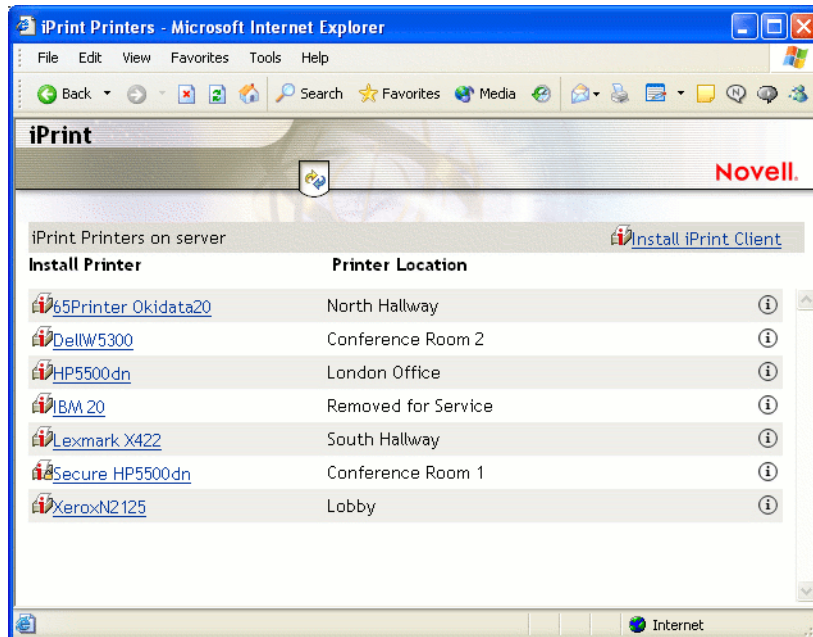 iPrint Printers - Microsoft Internet Explorer
File Edit View Favorites Tools Help
Back Search Favorites Media
iPrint
Novell.
iPrint Printers on server Install iPrint Client
Install Printer Printer Location
65Printer Okidata20 North Hallway
DellW5300 Conference Room 2
HP5500dn London Office
IBM 20 Removed for Service
Lexmark X422 South Hallway
Secure HP5500dn Conference Room 1
XeroxN2125 Lobby
Internet